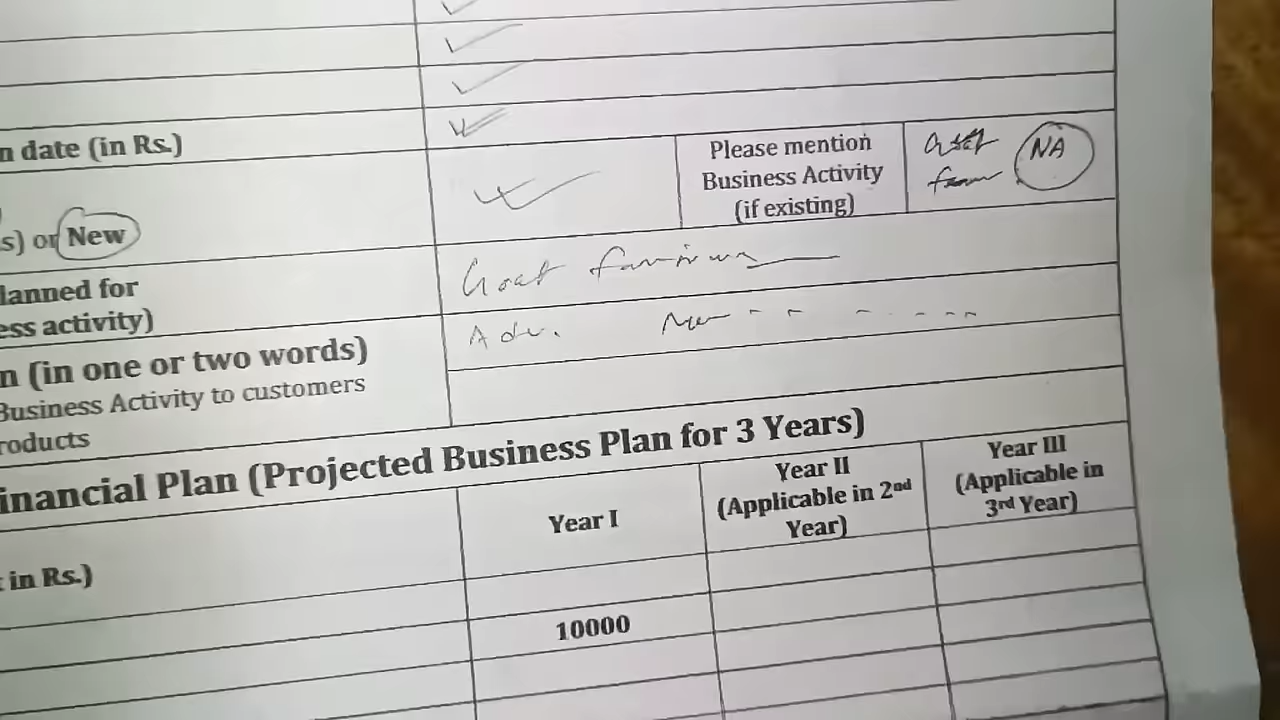 n date (in Rs.)
Please mention
Business Activity
(if existing)
NA
s) or New
lanned for
ess activity)
Goat farming
n (in one or two words)
Business Activity to customers
roducts
Adv.
inancial Plan (Projected Business Plan for 3 Years)
Year I
Year II
(Applicable in 2nd
Year)
Year III
(Applicable in
3rd Year)
in Rs.)
10000